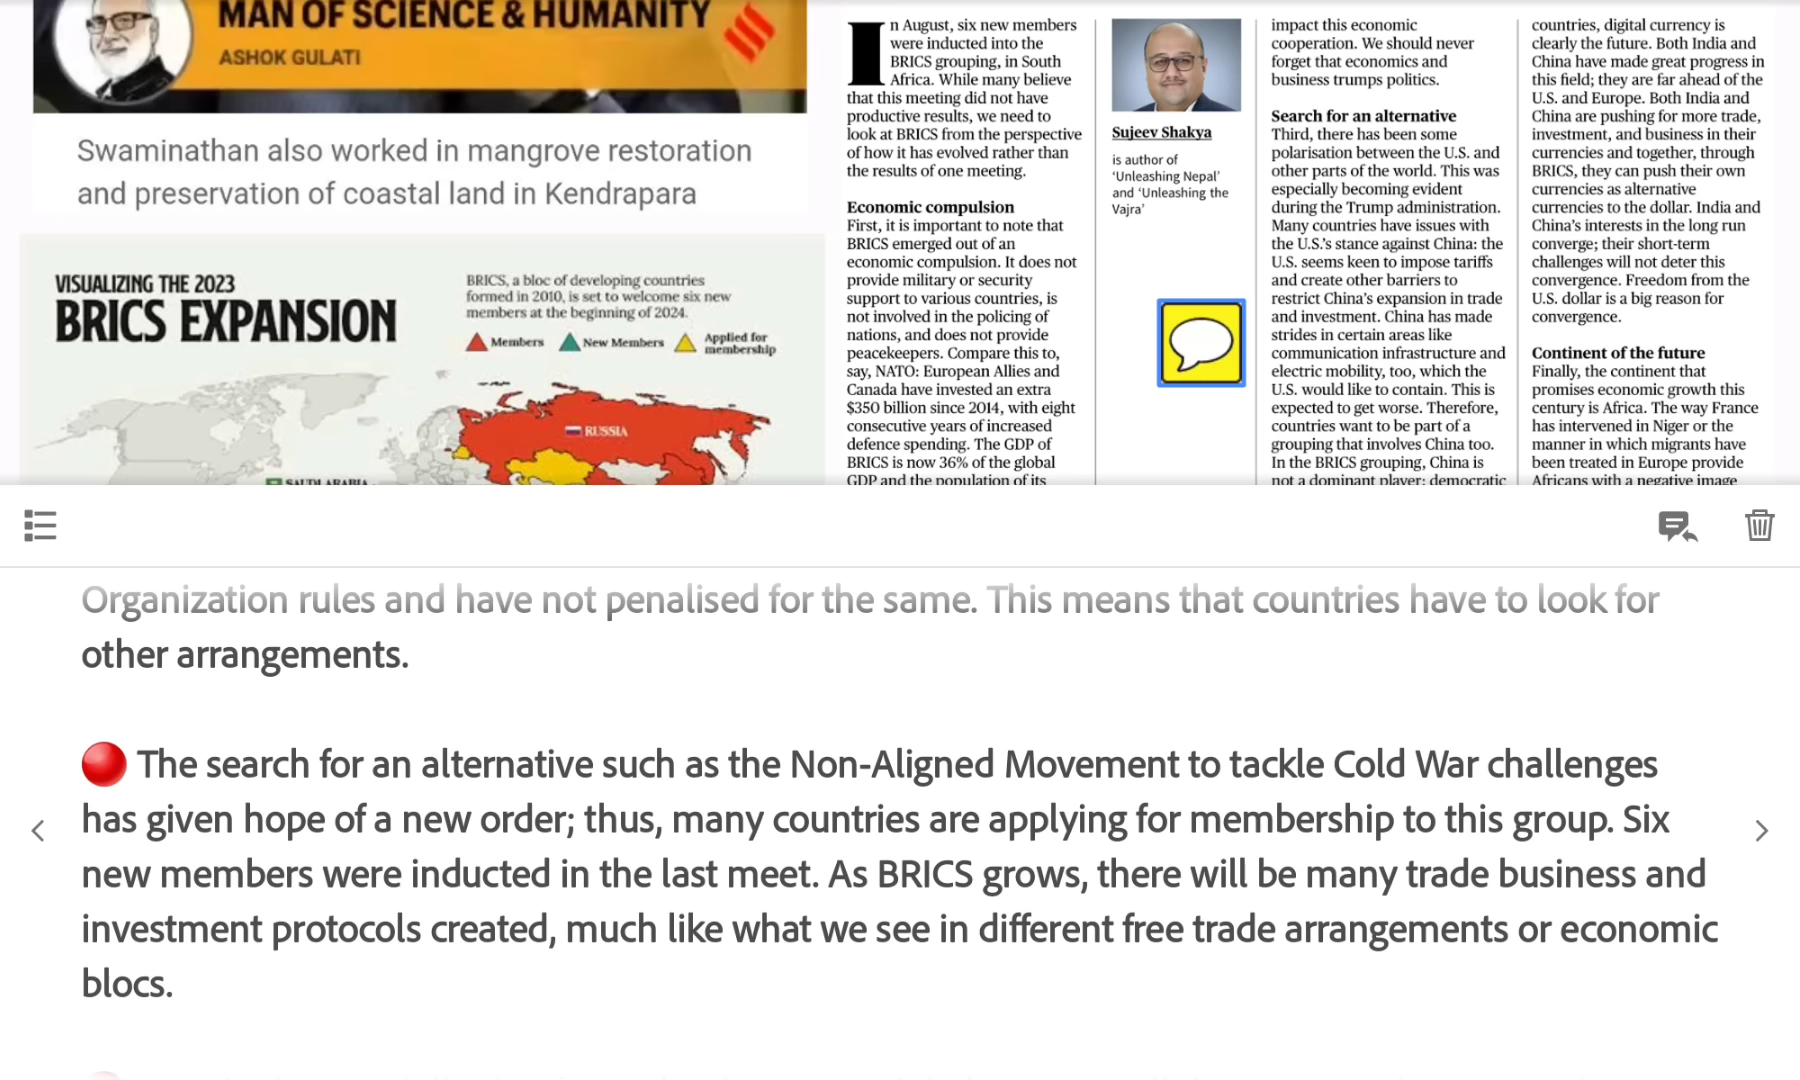 MAN OF SCIENCE & HUMANITY
ASHOK GULATI
Swaminathan also worked in mangrove restoration
and preservation of coastal land in Kendrapara
VISUALIZING THE 2023
BRICS EXPANSION
BRICS, a bloc of developing countries
formed in 2010, is set to welcome six new
members at the beginning of 2024.
Members
New Members
Applied for
membership
RUSSIA
SAUDI ARABIA
In August, six new members
were inducted into the
BRICS grouping, in South
Africa. While many believe
that this meeting did not have
productive results, we need to
look at BRICS from the perspective
of how it has evolved rather than
the results of one meeting.
Economic compulsion
First, it is important to note that
BRICS emerged out of an
economic compulsion. It does not
provide military or security
support to various countries, is
not involved in the policing of
nations, and does not provide
peacekeepers. Compare this to,
say, NATO: European Allies and
Canada have invested an extra
$350 billion since 2014, with eight
consecutive years of increased
defence spending. The GDP of
BRICS is now 36% of the global
GDP and the population of its
Sujeev Shakya
is author of
‘Unleashing Nepal’
and ‘Unleashing the
Vajra’
impact this economic
cooperation. We should never
forget that economics and
business trumps politics.
Search for an alternative
Third, there has been some
polarisation between the U.S. and
other parts of the world. This was
especially becoming evident
during the Trump administration.
Many countries have issues with
the U.S.’s stance against China: the
U.S. seems keen to impose tariffs
and create other barriers to
restrict China’s expansion in trade
and investment. China has made
strides in certain areas like
communication infrastructure and
electric mobility, too, which the
U.S. would like to contain. This is
expected to get worse. Therefore,
countries want to be part of a
grouping that involves China too.
In the BRICS grouping, China is
not a dominant player: democratic
countries, digital currency is
clearly the future. Both India and
China have made great progress in
this field; they are far ahead of the
U.S. and Europe. Both India and
China are pushing for more trade,
investment, and business in their
currencies and together, through
BRICS, they can push their own
currencies as alternative
currencies to the dollar. India and
China’s interests in the long run
converge; their short-term
challenges will not deter this
convergence. Freedom from the
U.S. dollar is a big reason for
convergence.
Continent of the future
Finally, the continent that
promises economic growth this
century is Africa. The way France
has intervened in Niger or the
manner in which migrants have
been treated in Europe provide
Africans with a negative image
Organization rules and have not penalised for the same. This means that countries have to look for
other arrangements.
The search for an alternative such as the Non-Aligned Movement to tackle Cold War challenges
has given hope of a new order; thus, many countries are applying for membership to this group. Six
new members were inducted in the last meet. As BRICS grows, there will be many trade business and
investment protocols created, much like what we see in different free trade arrangements or economic
blocs.